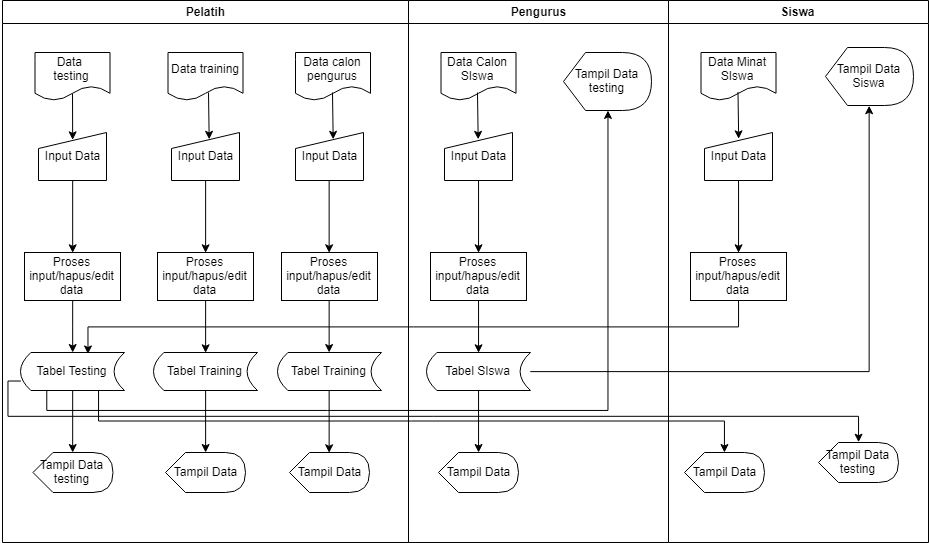 Pelatih
Pengurus
Siswa
Data
testing
Data training
Data calon
pengurus
Data Calon
SIswa
Tampil Data
testing
Data Minat
SIswa
Tampil Data
Siswa
Input Data
Input Data
Input Data
Input Data
Input Data
Proses
input/hapus/edit
data
Proses
input/hapus/edit
data
Proses
input/hapus/edit
data
Proses
input/hapus/edit
data
Proses
input/hapus/edit
data
Tabel Testing
Tabel Training
Tabel Training
Tabel SIswa
Tampil Data
testing
Tampil Data
Tampil Data
Tampil Data
Tampil Data
Tampil Data
testing